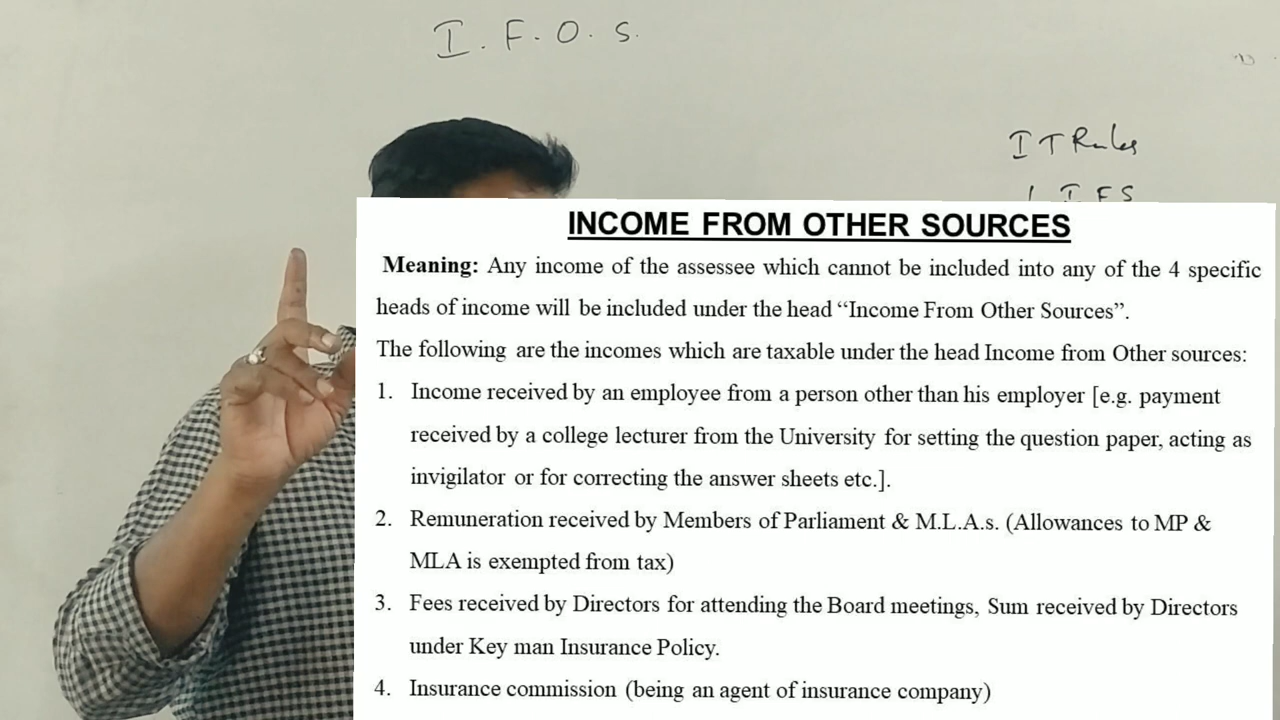 I. F. O. S.
IT Rules
INCOME FROM OTHER SOURCES
Meaning: Any income of the assessee which cannot be included into any of the 4 specific
heads of income will be included under the head “Income From Other Sources”.
The following are the incomes which are taxable under the head Income from Other sources:
1. Income received by an employee from a person other than his employer [e.g. payment
received by a college lecturer from the University for setting the question paper, acting as
invigilator or for correcting the answer sheets etc.].
2. Remuneration received by Members of Parliament & M.L.A.s. (Allowances to MP &
MLA is exempted from tax)
3. Fees received by Directors for attending the Board meetings, Sum received by Directors
under Key man Insurance Policy.
4. Insurance commission (being an agent of insurance company)